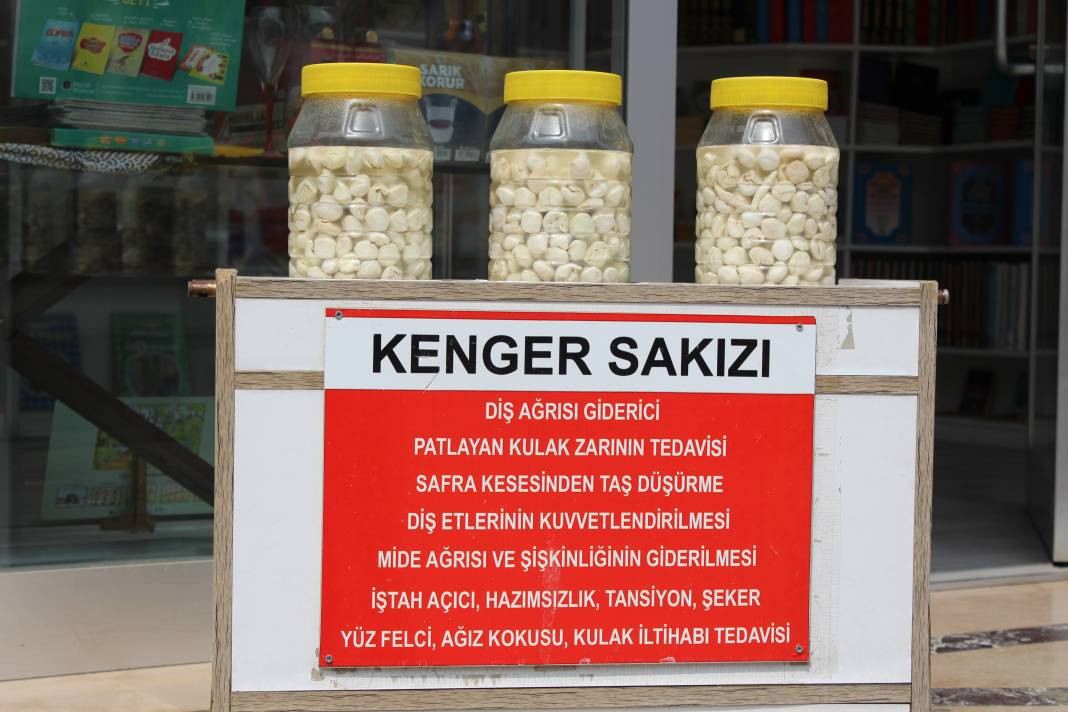 SARIK
KORUR
KENGER SAKIZI
DİŞ AĞRISI GİDERİCİ
PATLAYAN KULAK ZARININ TEDAVİSİ
SAFRA KESESİNDEN TAŞ DÜŞÜRME
DİŞ ETLERİNİN KUVVETLENDİRİLMESİ
MİDE AĞRISI VE ŞİŞKİNLİĞİNİN GİDERİLMESİ
İŞTAH AÇICI, HAZIMSIZLIK, TANSİYON, ŞEKER
YÜZ FELCİ, AĞIZ KOKUSU, KULAK İLTİHABI TEDAVİSİ